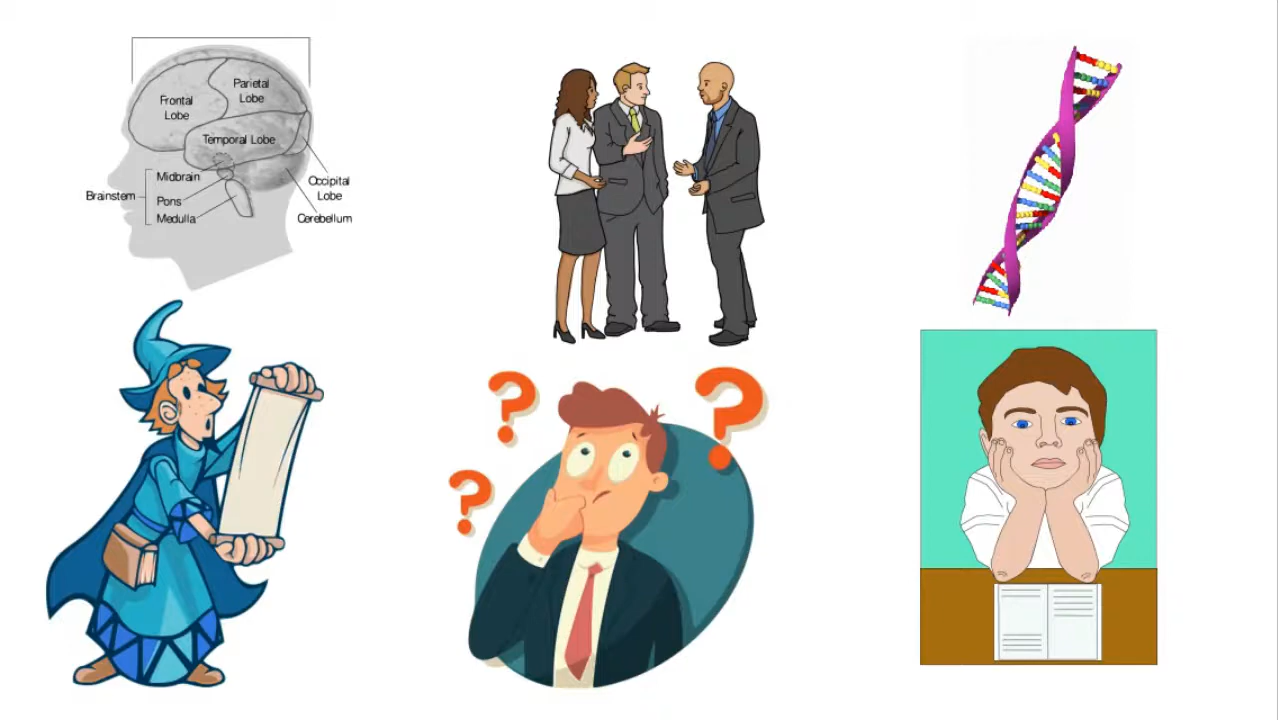 Frontal
Lobe
Parietal
Lobe
Temporal Lobe
Midbrain
Brainstem
Pons
Medulla
Occipital
Lobe
Cerebellum
?
?
?